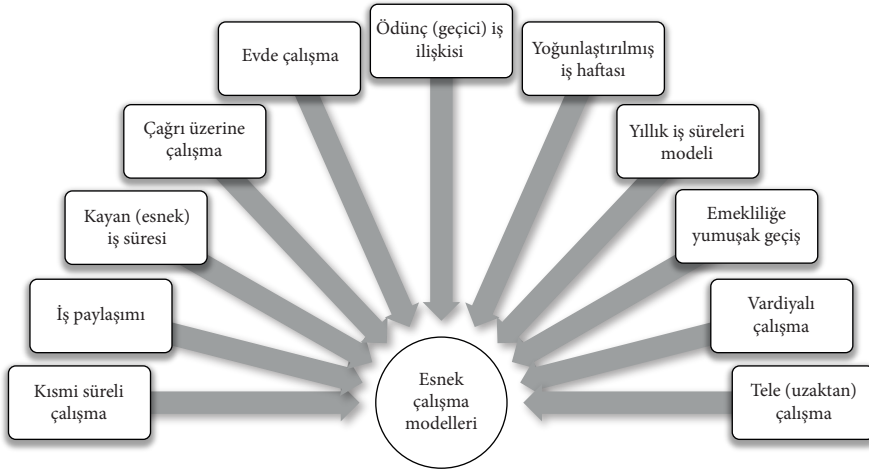 Ödünç (geçici) iş
ilişkisi
Evde çalışma
Yoğunlaştırılmış
iş haftası
Çağrı üzerine
çalışma
Yıllık iş süreleri
modeli
Kayan (esnek)
iş süresi
Emekliliğe
yumuşak geçiş
İş paylaşımı
Vardiyalı
çalışma
Kısmi süreli
çalışma
Esnek
çalışma
modelleri
Tele (uzaktan)
çalışma